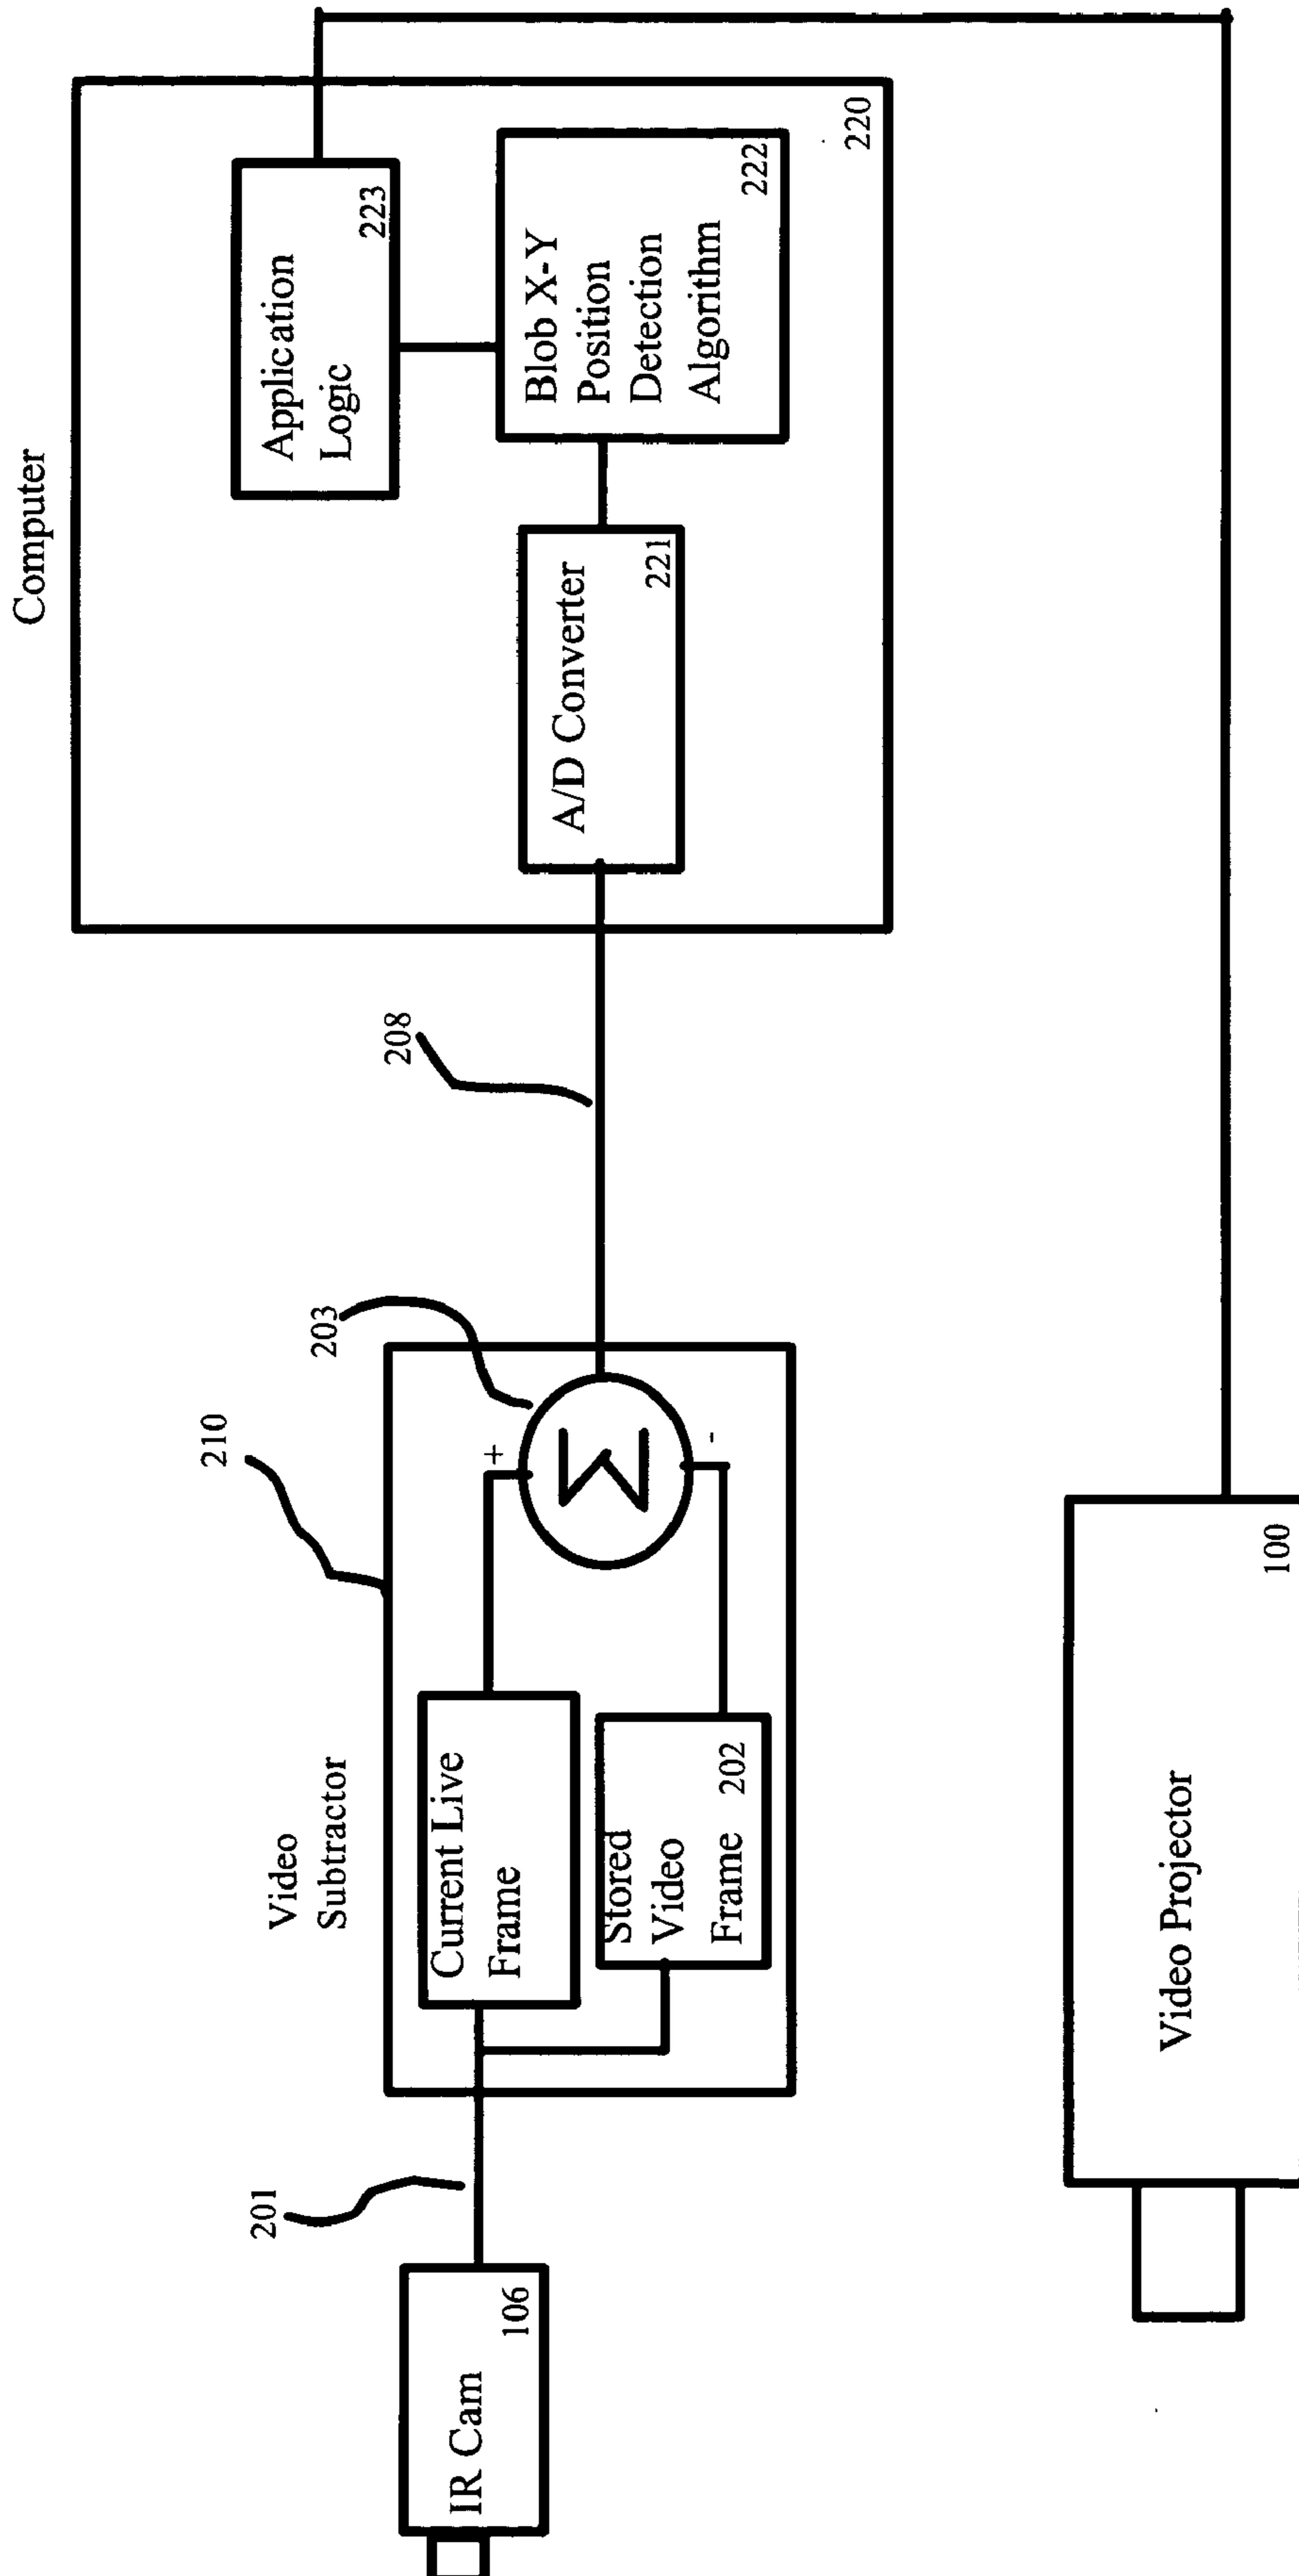 Computer
Application
Logic
223
Blob X-Y
Position
Detection
Algorithm
222
A/D Converter
221
220
208
203
210
Video
Subtractor
+
Σ
-
Current Live
Frame
Stored
Video
Frame 202
201
IR Cam
106
Video Projector
100